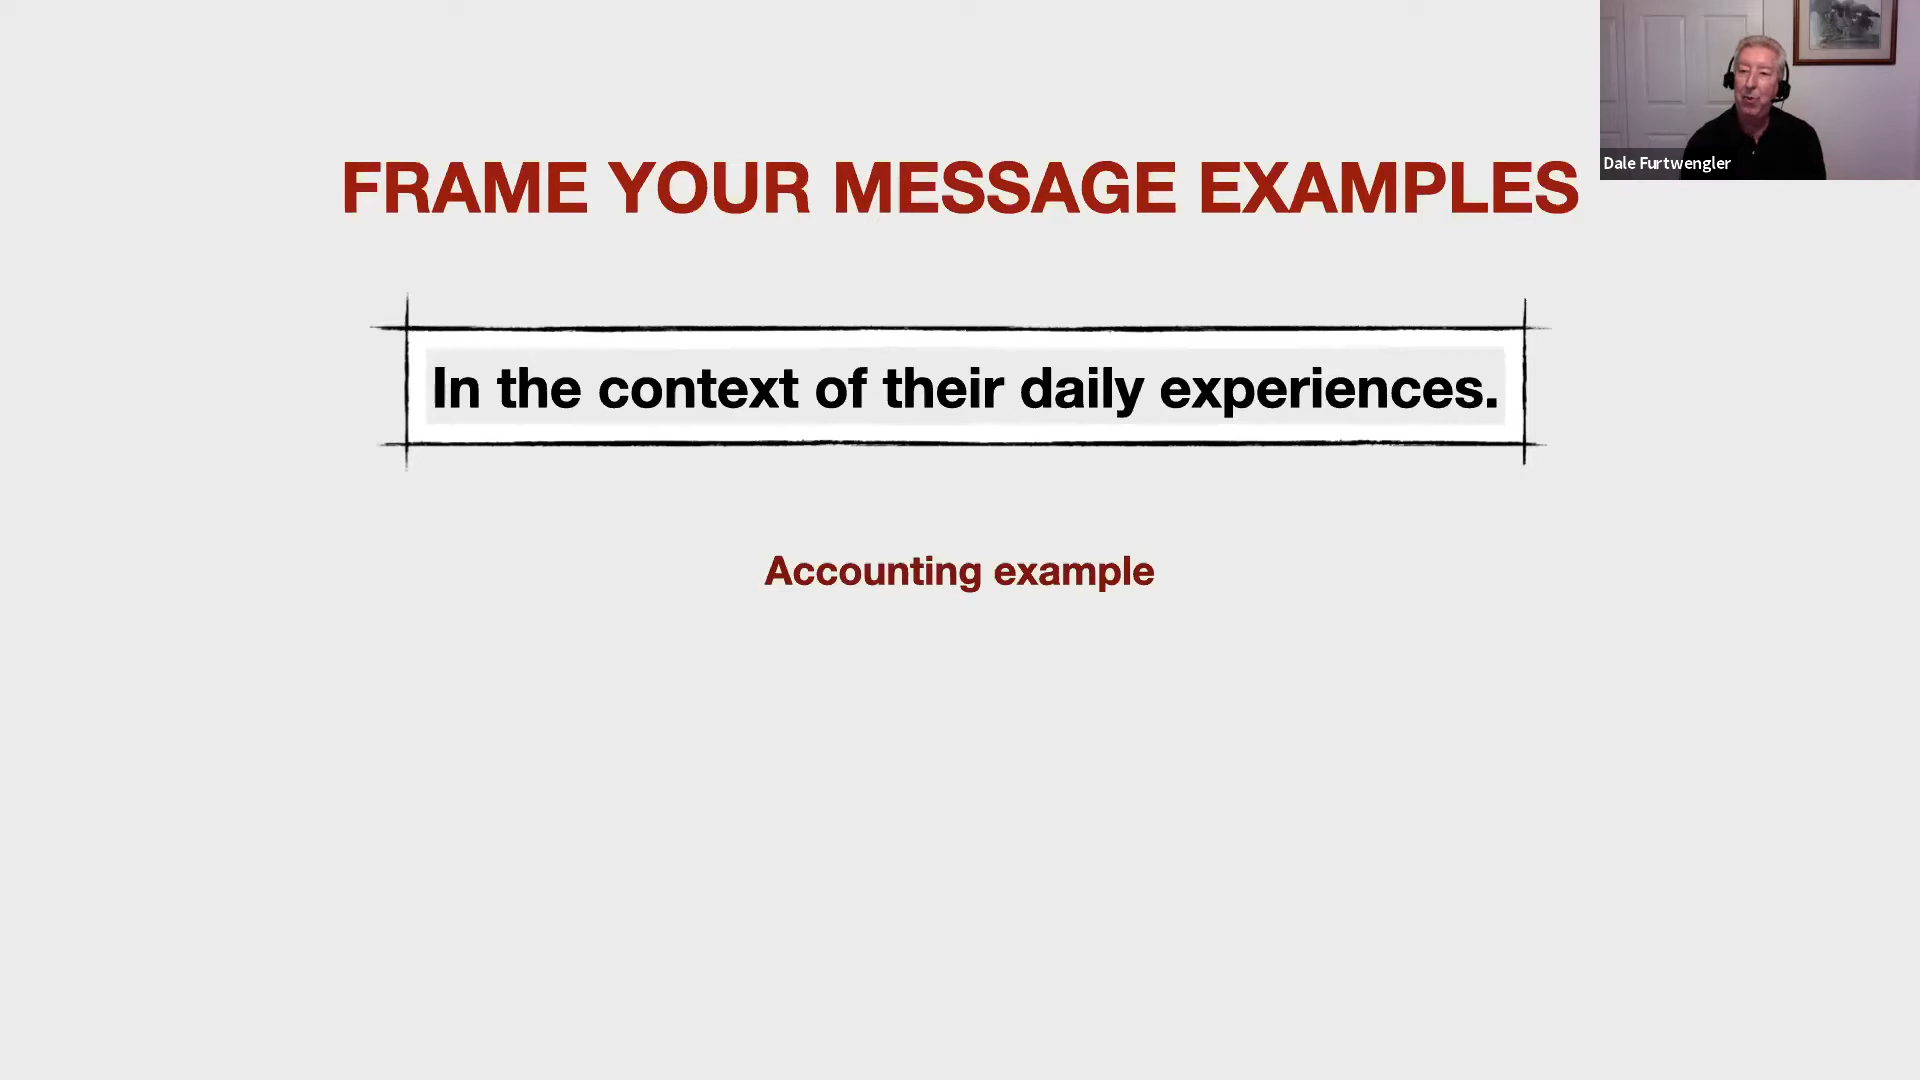 FRAME YOUR MESSAGE EXAMPLES
Dale Furtwengler
In the context of their daily experiences.
Accounting example